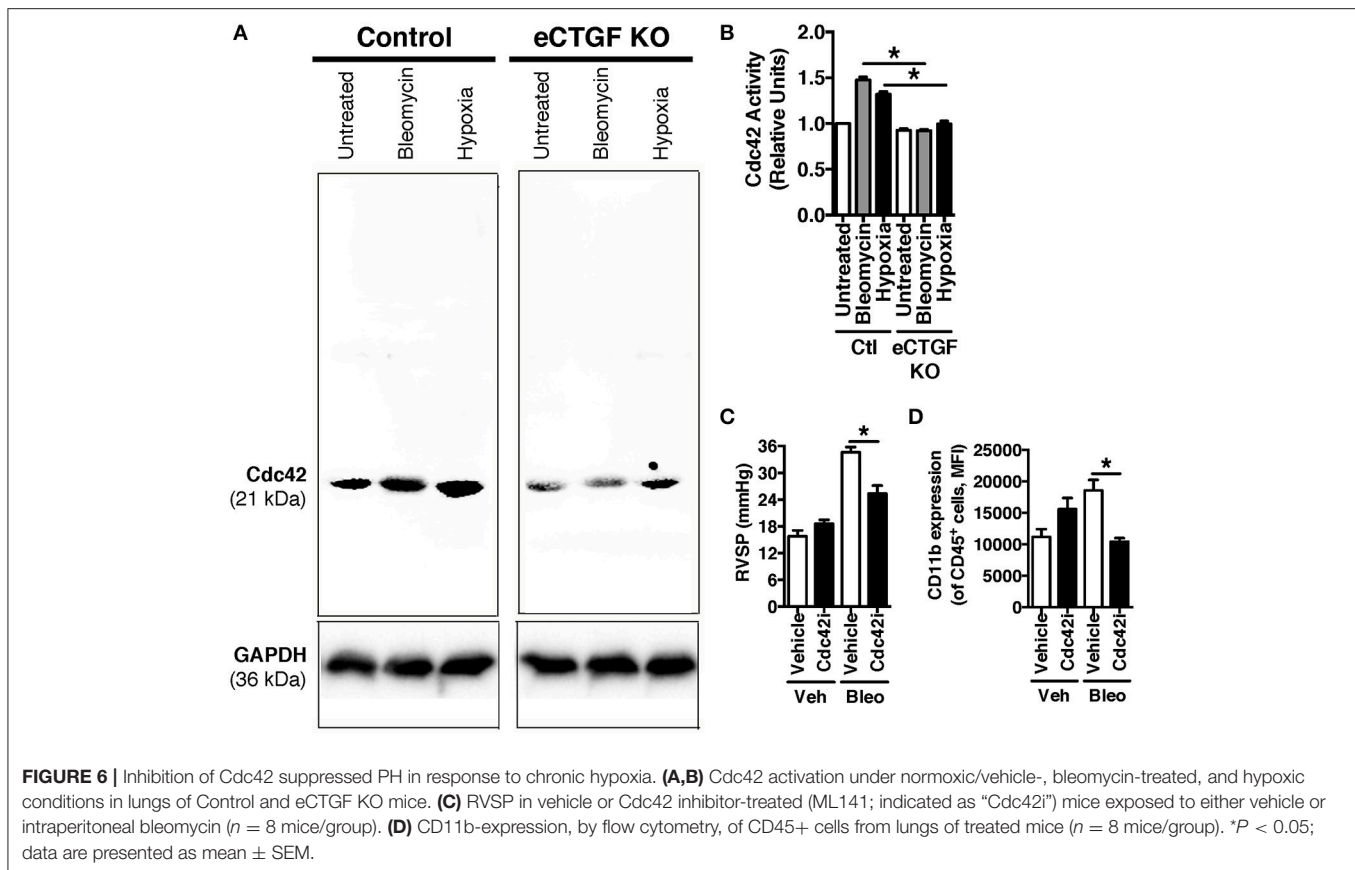 A
Control
eCTGF KO
Untreated
Bleomycin
Hypoxia
Untreated
Bleomycin
Hypoxia
Cdc42
(21 kDa)
GAPDH
(36 kDa)
B
Cdc42 Activity
(Relative Units)
2.0
1.5
1.0
0.5
0.0
*
*
Untreated
Bleomycin
Hypoxia
Untreated
Bleomycin
Hypoxia
Ctl
eCTGF
KO
C
RVSP (mmHg)
36
30
24
18
12
6
0
*
Vehicle
Cdc42i
Vehicle
Cdc42i
Veh
Bleo
D
CD11b expression
(of CD45+ cells, MFI)
25000
20000
15000
10000
5000
0
*
Vehicle
Cdc42i
Vehicle
Cdc42i
Veh
Bleo
FIGURE 6 | Inhibition of Cdc42 suppressed PH in response to chronic hypoxia. (A,B) Cdc42 activation under normoxic/vehicle-, bleomycin-treated, and hypoxic
conditions in lungs of Control and eCTGF KO mice. (C) RVSP in vehicle or Cdc42 inhibitor-treated (ML141; indicated as “Cdc42i”) mice exposed to either vehicle or
intraperitoneal bleomycin (n = 8 mice/group). (D) CD11b-expression, by flow cytometry, of CD45+ cells from lungs of treated mice (n = 8 mice/group). *P < 0.05;
data are presented as mean ± SEM.